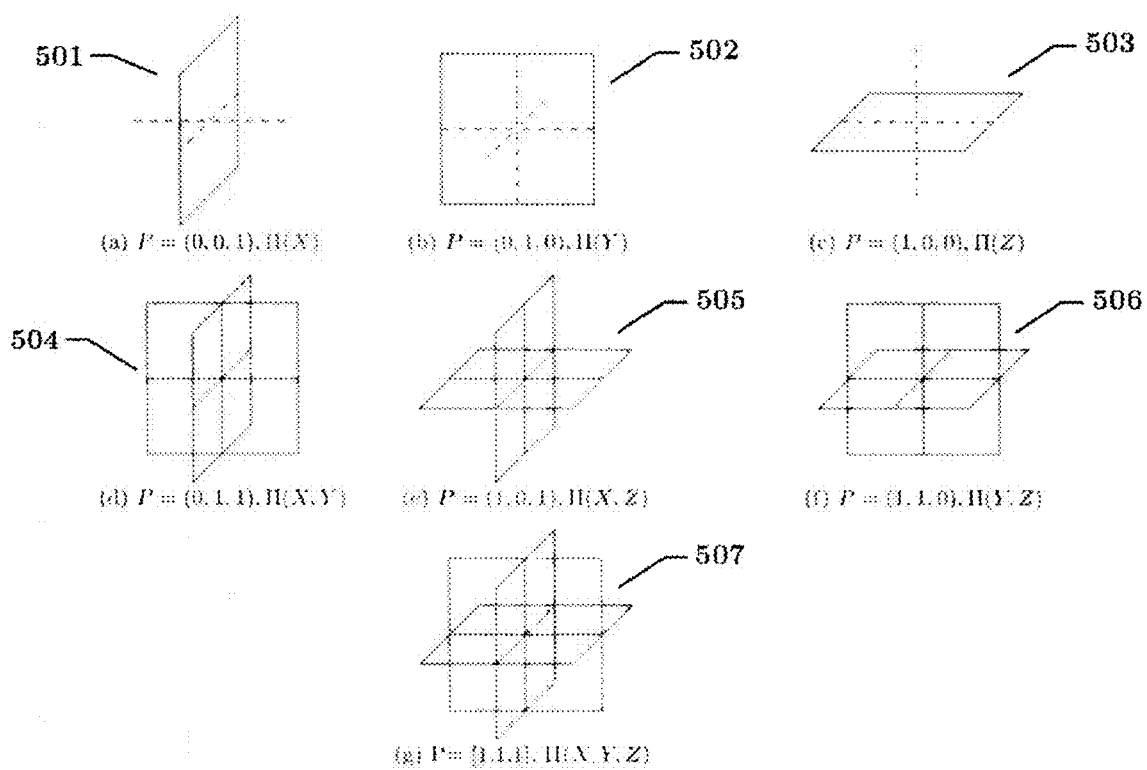 501
502
503
(a) P = (0, 0, 1), Π(X)
(b) P = (0, 1, 0), Π(Y)
(c) P = (1, 0, 0), Π(Z)
504
505
506
(d) P = (0, 1, 1), Π(X, Y)
(e) P = (1, 0, 1), Π(X, Z)
(f) P = (1, 1, 0), Π(Y, Z)
507
(g) P = [1, 1, 1], Π(X, Y, Z)